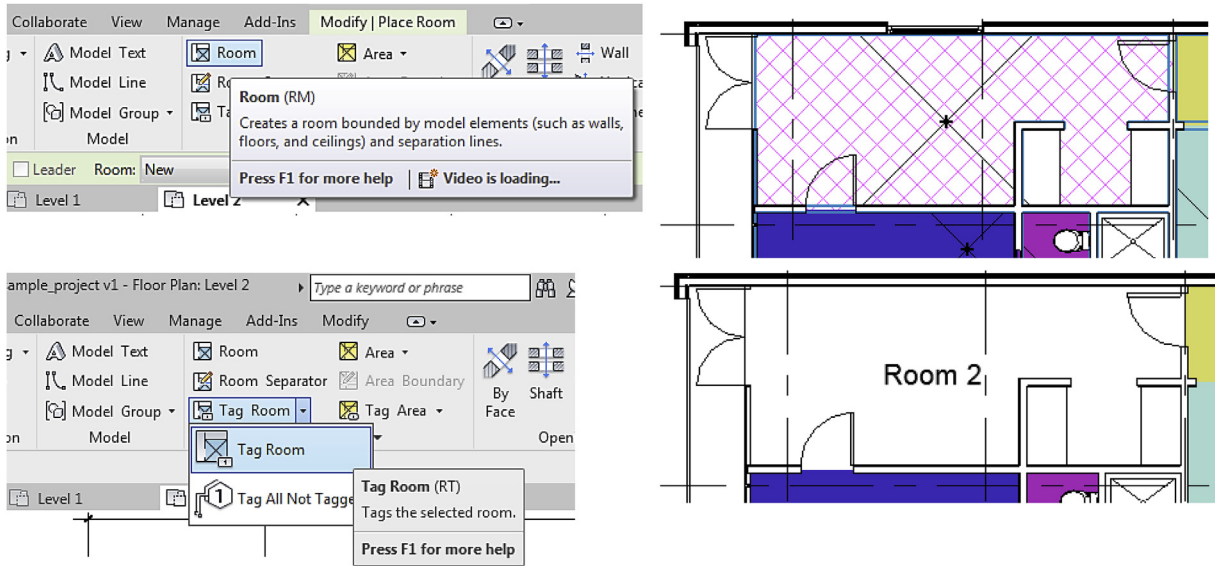 Collaborate View Manage Add-Ins Modify | Place Room
Model Text Room Area
Model Line Wall
Model Group
Model
Room (RM)
Creates a room bounded by model elements (such as walls,
floors, and ceilings) and separation lines.
Press F1 for more help Video is loading...
Leader Room: New
Level 1 Level 2 X
ample_project v1 - Floor Plan: Level 2 Type a keyword or phrase
Collaborate View Manage Add-Ins Modify
Model Text Room Area
Model Line Room Separator Area Boundary
Model Group Tag Room Tag Area
By
Face
Shaft
Model Open
Tag Room
1
Level 1
1 Tag All Not Tagge
Tag Room (RT)
Tags the selected room.
Press F1 for more help
Room 2